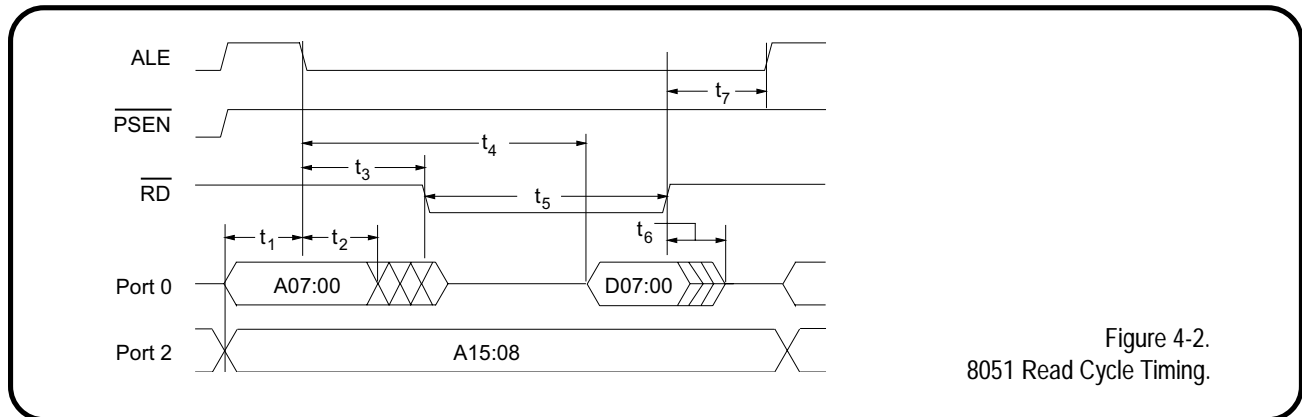 ALE
t7
PSEN
t4
t3
RD
t5
t6
t1
t2
Port 0
A07:00
D07:00
Port 2
A15:08
Figure 4-2.
8051 Read Cycle Timing.